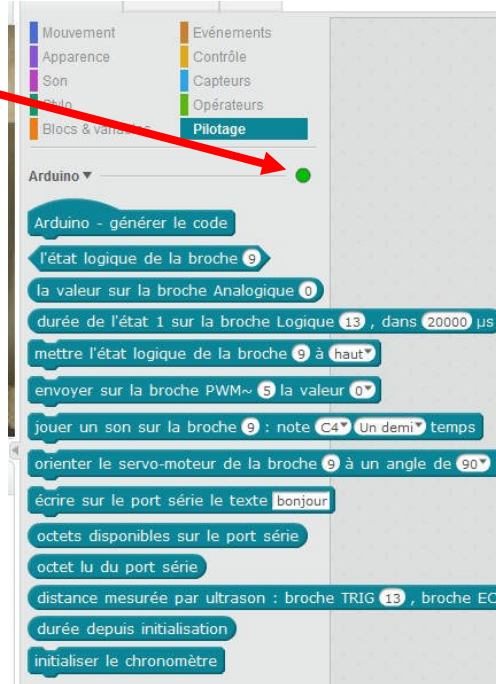 Mouvement Evénements
Apparence Contrôle
Son Capteurs
Stylo Opérateurs
Blocs & variables Pilotage
Arduino
Arduino - générer le code
l'état logique de la broche 9
la valeur sur la broche Analogique 0
durée de l'état 1 sur la broche Logique 13 , dans 20000 µs
mettre l'état logique de la broche 9 à haut
envoyer sur la broche PWM~ 5 la valeur 0
jouer un son sur la broche 9 : note C4 Un demi temps
orienter le servo-moteur de la broche 9 à un angle de 90
écrire sur le port série le texte bonjour
octets disponibles sur le port série
octet lu du port série
distance mesurée par ultrason : broche TRIG 13 , broche EC
durée depuis initialisation
initialiser le chronomètre